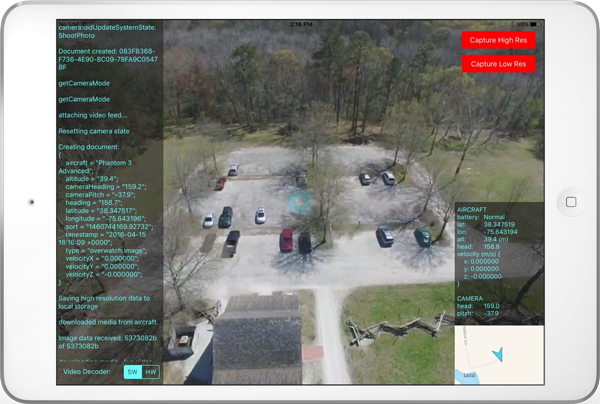 2:16 PM
58%
camera:didUpdateSystemState:
ShootPhoto
Document created: 083FB368-
F736-4E90-8C09-78FA9C0547
BF
getCameraMode
getCameraMode
attaching video feed...
Resetting camera state
Creating document:
{
aircraft = "Phantom 3
Advanced";
altitude = "39.4";
cameraHeading = "159.2";
cameraPitch = "-37.9";
heading = "158.7";
latitude = "38.347517";
longitude = "-75.643196";
sort = "1460744169.92732";
timestamp = "2016-04-15
18:16:09 +0000";
type = "overwatch.image";
velocityX = "0.000000";
velocityY = "0.000000";
velocityZ = "-0.000000";
}
Saving high resolution data to
local storage
downloaded media from aircraft.
image data received: 5373082b
of 5373082b
Video Decoder:
SW
HW
Capture High Res
Capture Low Res
AIRCRAFT
battery: Normal
lat: 38.347519
lon: -75.643194
alt: 39.4 (m)
head: 158.8
velocity (m/s) {
x: 0.000000
y: 0.000000
z: -0.000000
}
CAMERA
head: 159.0
pitch: -37.9
Legal